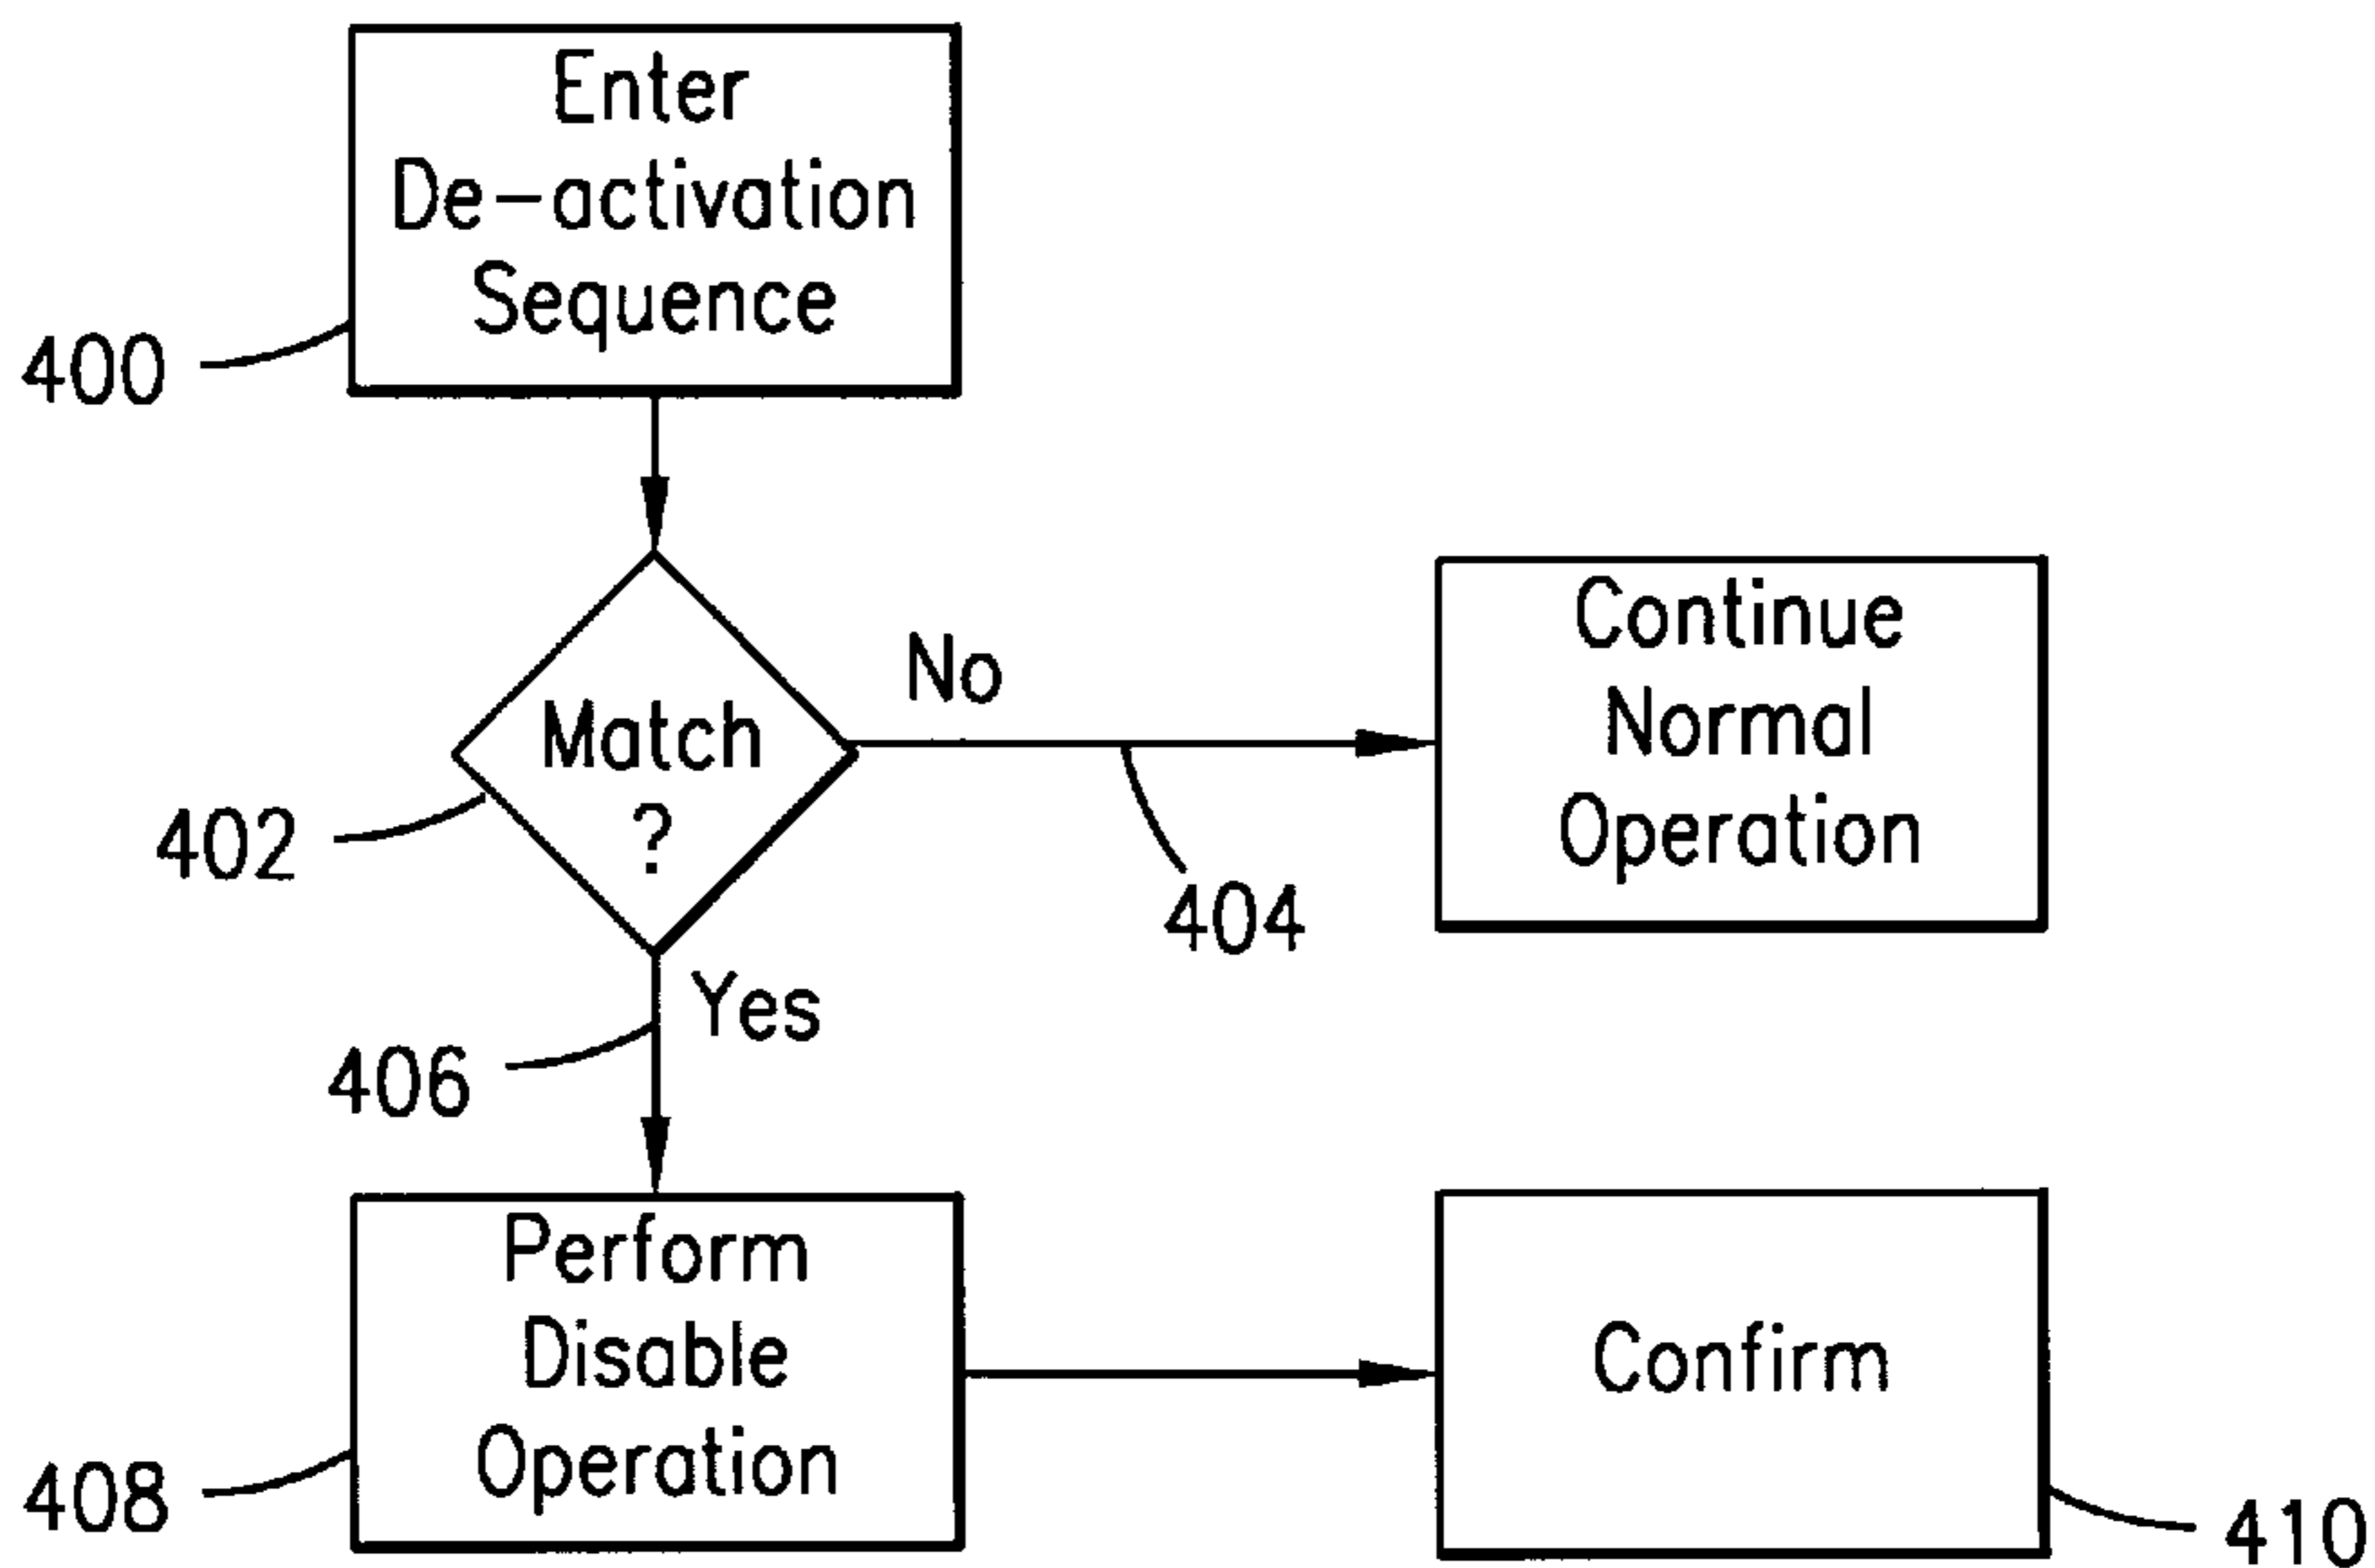 Enter
De-activation
Sequence
400
Match
?
402
No
404
Continue
Normal
Operation
Yes
406
Perform
Disable
Operation
408
Confirm
410